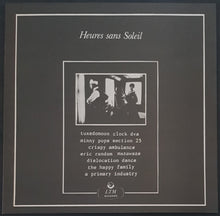 Heures sans Soleil
tuxedomoon clock dva
minny pops section 25
crispy ambulance
eric random
dislocation dance
the happy family
a primary industry
LTM